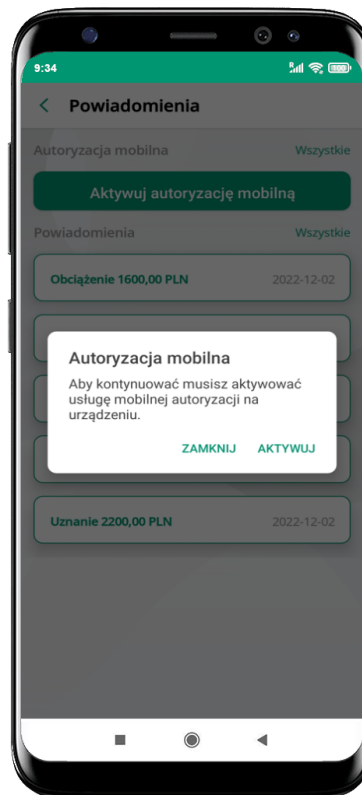 9:34
Powiadomienia
Autoryzacja mobilna Wszystkie
Aktywuj autoryzację mobilną
Powiadomienia Wszystkie
Obciążenie 1600,00 PLN 2022-12-02
Autoryzacja mobilna
Aby kontynuować musisz aktywować
usługę mobilnej autoryzacji na
urządzeniu.
ZAMKNIJ AKTYWUJ
Uznanie 2200,00 PLN 2022-12-02